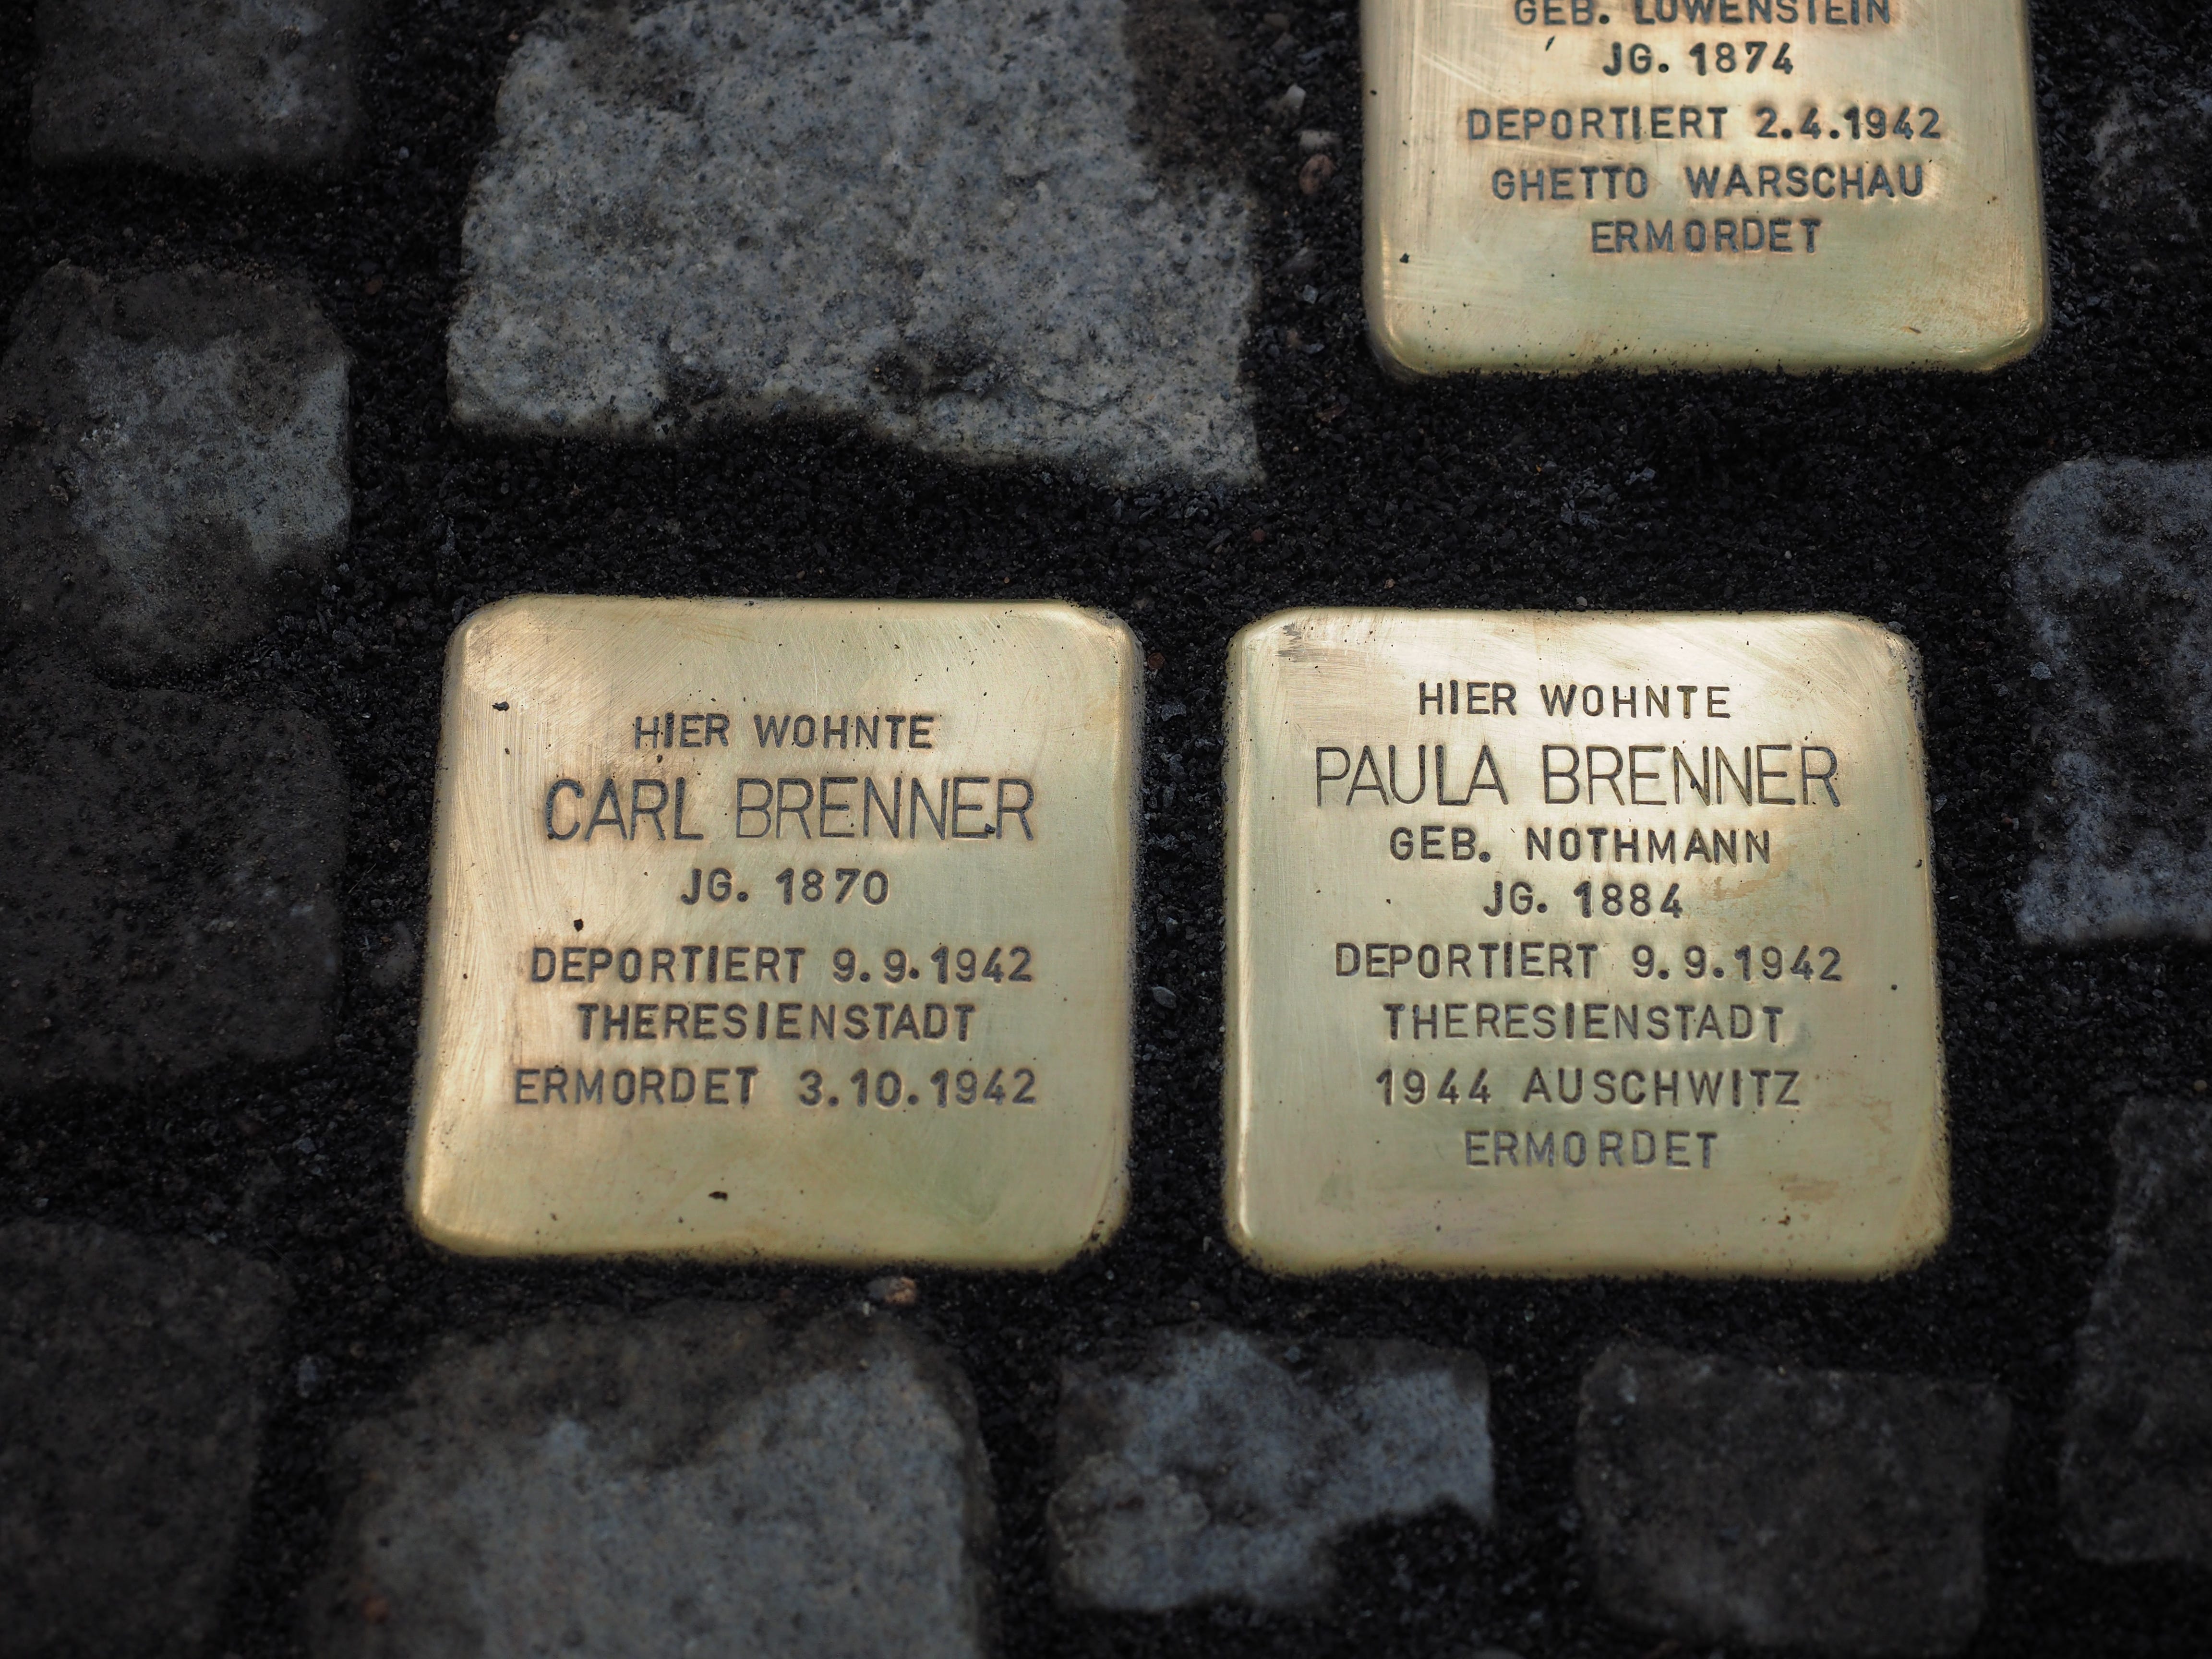 GEB. LÖWENSTEIN
JG. 1874
DEPORTIERT 2.4.1942
GHETTO WARSCHAU
ERMORDET
HIER WOHNTE
CARL BRENNER
JG. 1870
DEPORTIERT 9.9.1942
THERESIENSTADT
ERMORDET 3.10.1942
HIER WOHNTE
PAULA BRENNER
GEB. NOTHMANN
JG. 1884
DEPORTIERT 9.9.1942
THERESIENSTADT
1944 AUSCHWITZ
ERMORDET